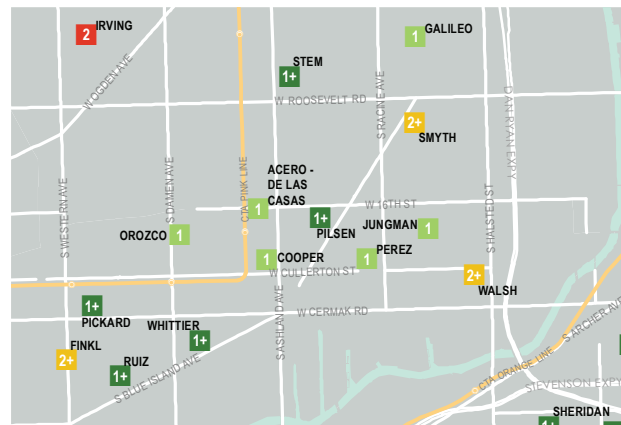 IRVING
2
STEM
1+
GALILEO
1
W OGDEN AVE
W ROOSEVELT RD
S RACINE AVE
DAN RYAN EXPY
2+
SMYTH
ACERO -
DE LAS
CASAS
1
S WESTERN AVE
S DAMEN AVE
CTA PINK LINE
W 16TH ST
S HALSTED ST
OROZCO
1
1+
PILSEN
JUNGMAN
1
1
COOPER
1
PEREZ
W CULLERTON ST
2+
WALSH
1+
PICKARD
WHITTIER
1+
S ASHLAND AVE
W CERMAK RD
S ARCHER AVE
FINKL
2+
RUIZ
1+
S BLUE ISLAND AVE
CTA ORANGE LINE
STEVENSON EXPY
SHERIDAN
1+